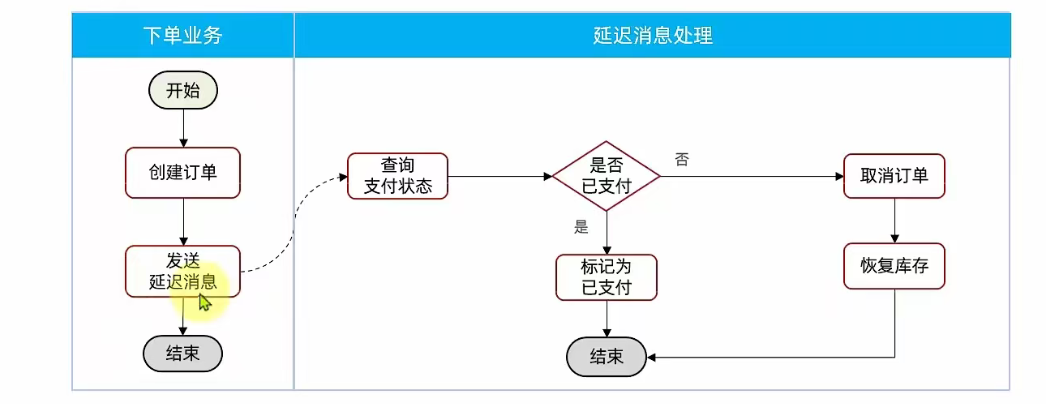 下单业务
延迟消息处理
开始
创建订单
发送
延迟消息
结束
查询
支付状态
是否
已支付
否
是
取消订单
标记为
已支付
恢复库存
结束